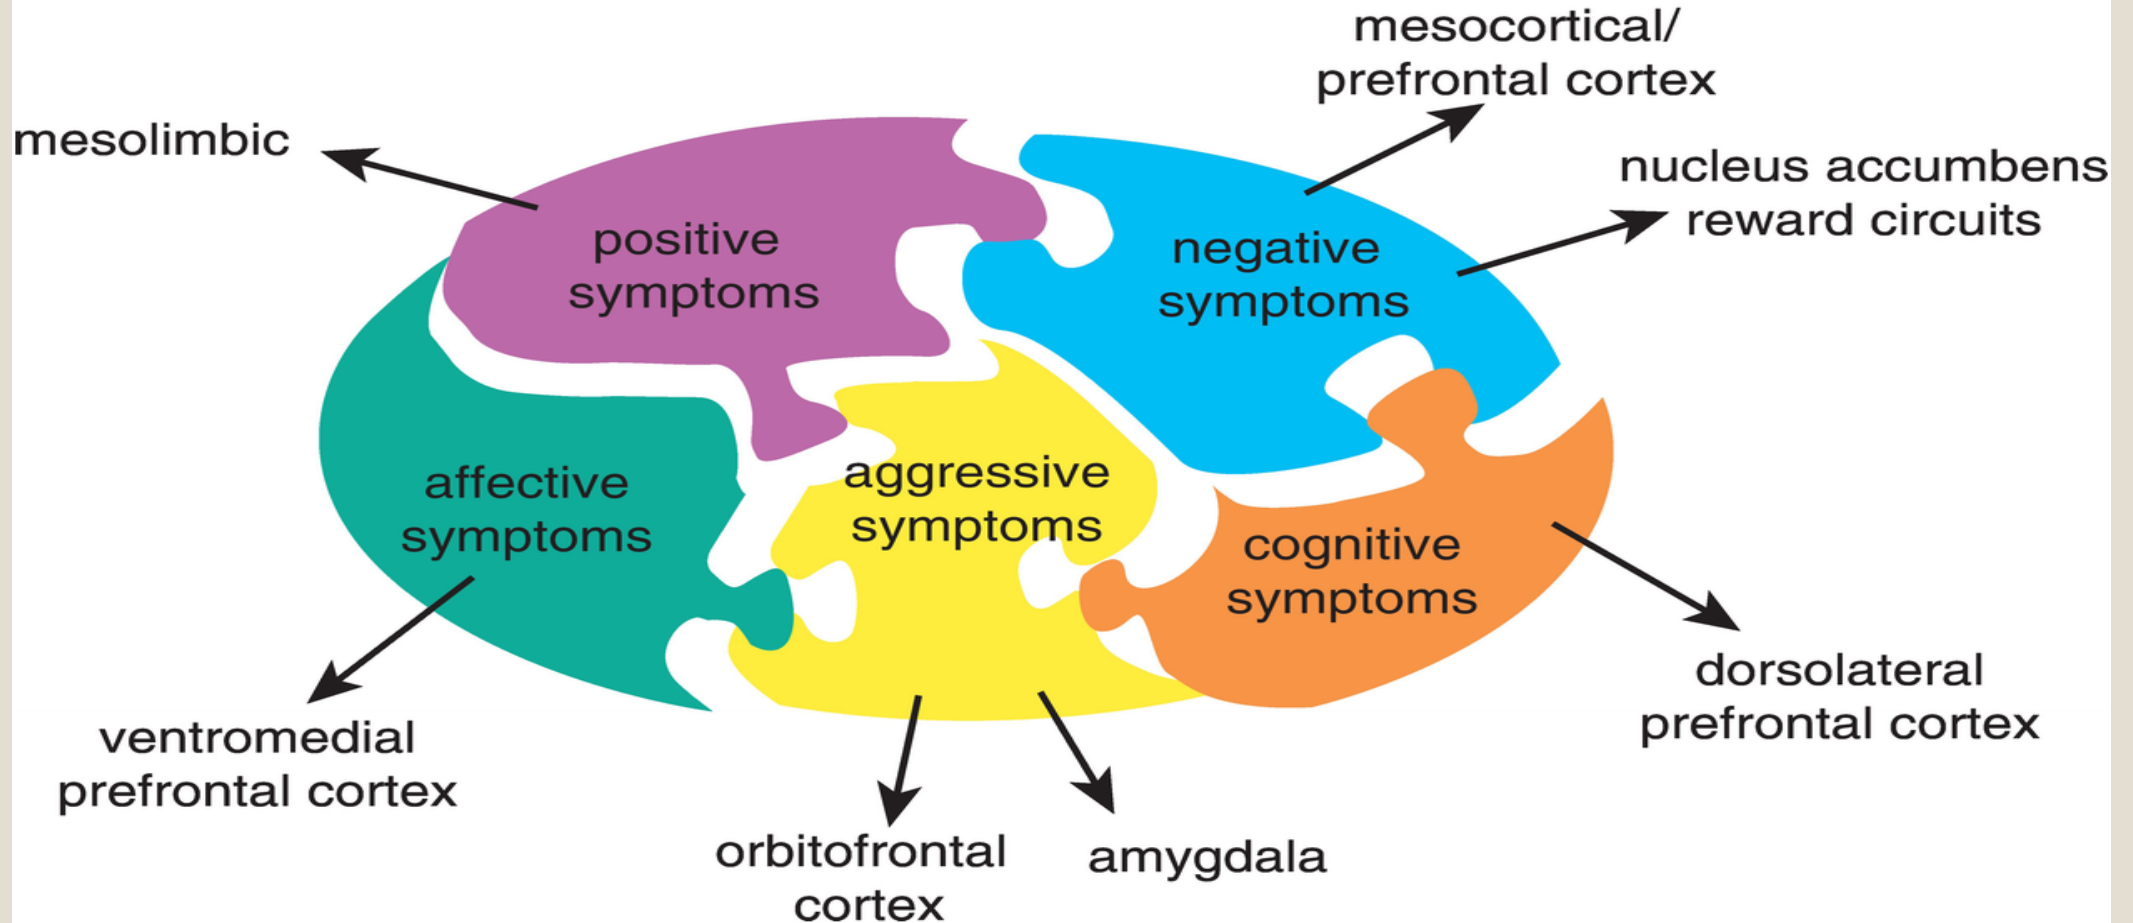 mesocortical/
prefrontal cortex
mesolimbic
nucleus accumbens
reward circuits
positive
symptoms
negative
symptoms
affective
symptoms
aggressive
symptoms
cognitive
symptoms
dorsolateral
prefrontal cortex
ventromedial
prefrontal cortex
orbitofrontal
cortex
amygdala